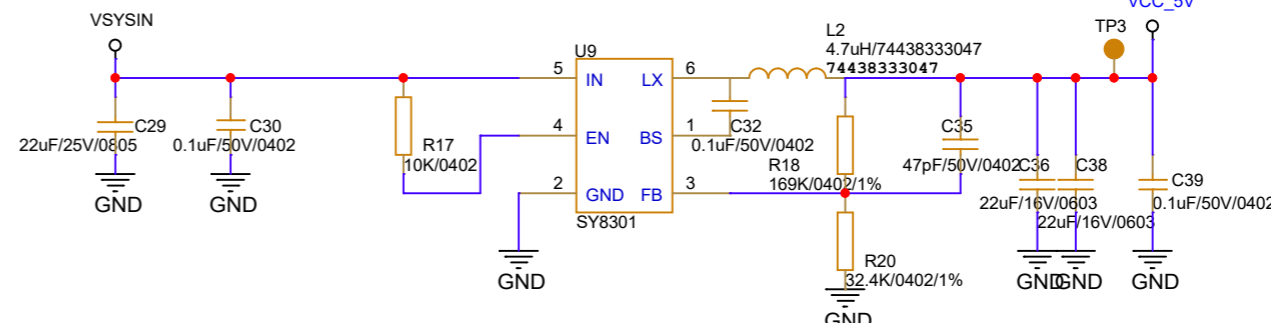 VCC_5V
VSYSIN
TP3
L2
4.7uH/74438333047
74438333047
U9
5
IN
LX
6
C29
22uF/25V/0805
C30
0.1uF/50V/0402
R17
10K/0402
4
EN
BS
1
C32
0.1uF/50V/0402
C35
47pF/50V/0402
R18
169K/0402/1%
2
GND
FB
3
SY8301
C36
22uF/16V/0603
C38
22uF/16V/0603
C39
0.1uF/50V/0402
GND
GND
R20
32.4K/0402/1%
GND
GND
GND
GND
GND